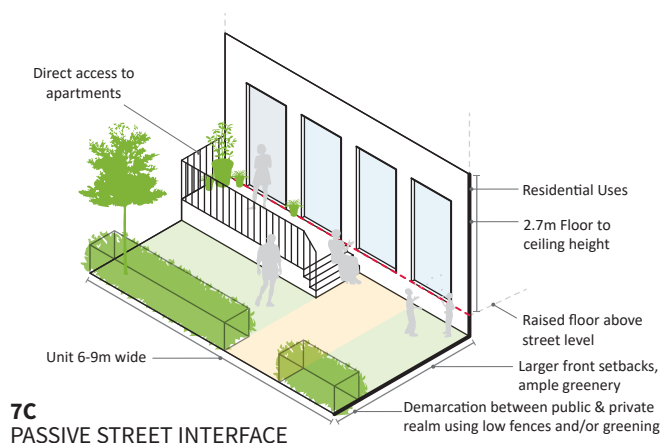 Direct access to
apartments
Residential Uses
2.7m Floor to
ceiling height
Raised floor above
street level
Unit 6-9m wide
Larger front setbacks,
ample greenery
Demarcation between public & private
realm using low fences and/or greening
7C
PASSIVE STREET INTERFACE